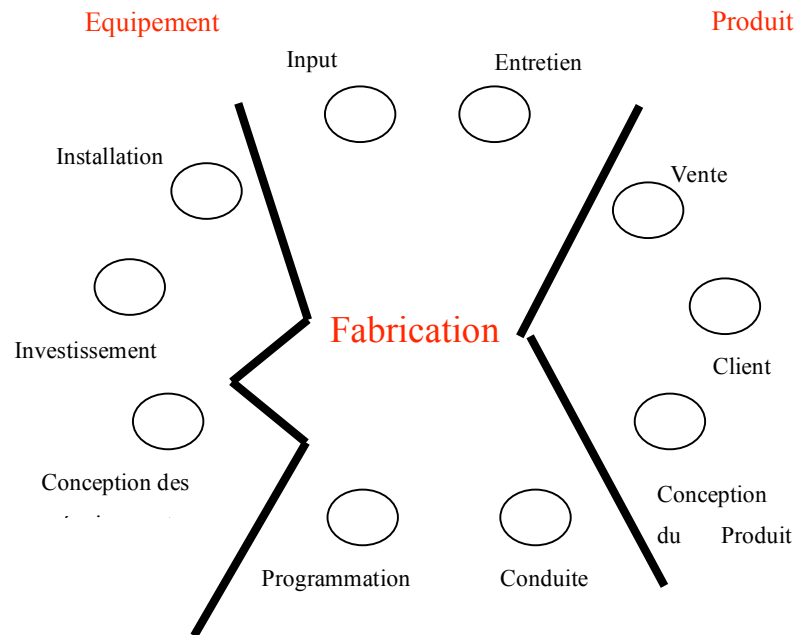 Equipement
Produit
Input
Entretien
Installation
Vente
Fabrication
Investissement
Client
Conception des
Conception
du Produit
Programmation
Conduite